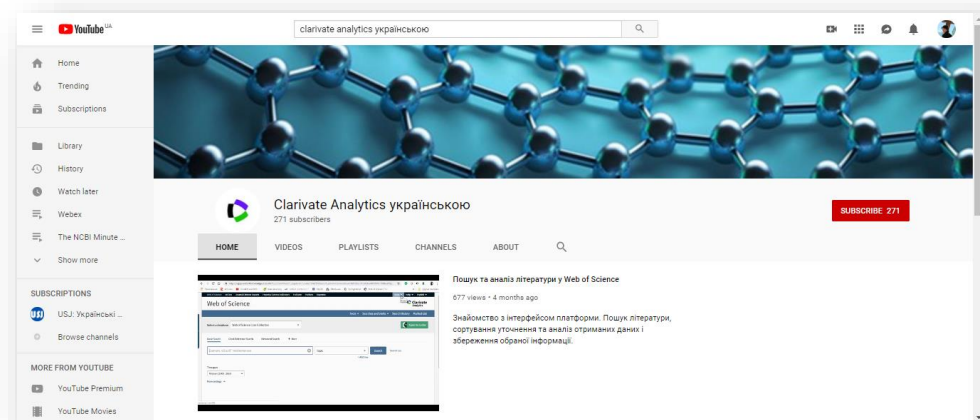 YouTube UA
clarivate analytics українською
Home
Trending
Subscriptions
Library
History
Watch later
Webex
The NCBI Minute ...
Show more
SUBSCRIPTIONS
USJ: Українські ...
Browse channels
MORE FROM YOUTUBE
YouTube Premium
YouTube Movies
Clarivate Analytics українською
271 subscribers
SUBSCRIBE 271
HOME VIDEOS PLAYLISTS CHANNELS ABOUT
Web of Science
Clarivate
Пошук та аналіз літератури у Web of Science
677 views • 4 months ago
Знайомство з інтерфейсом платформи. Пошук літератури,
сортування уточнення та аналіз отриманих даних і
збереження обраної інформації.